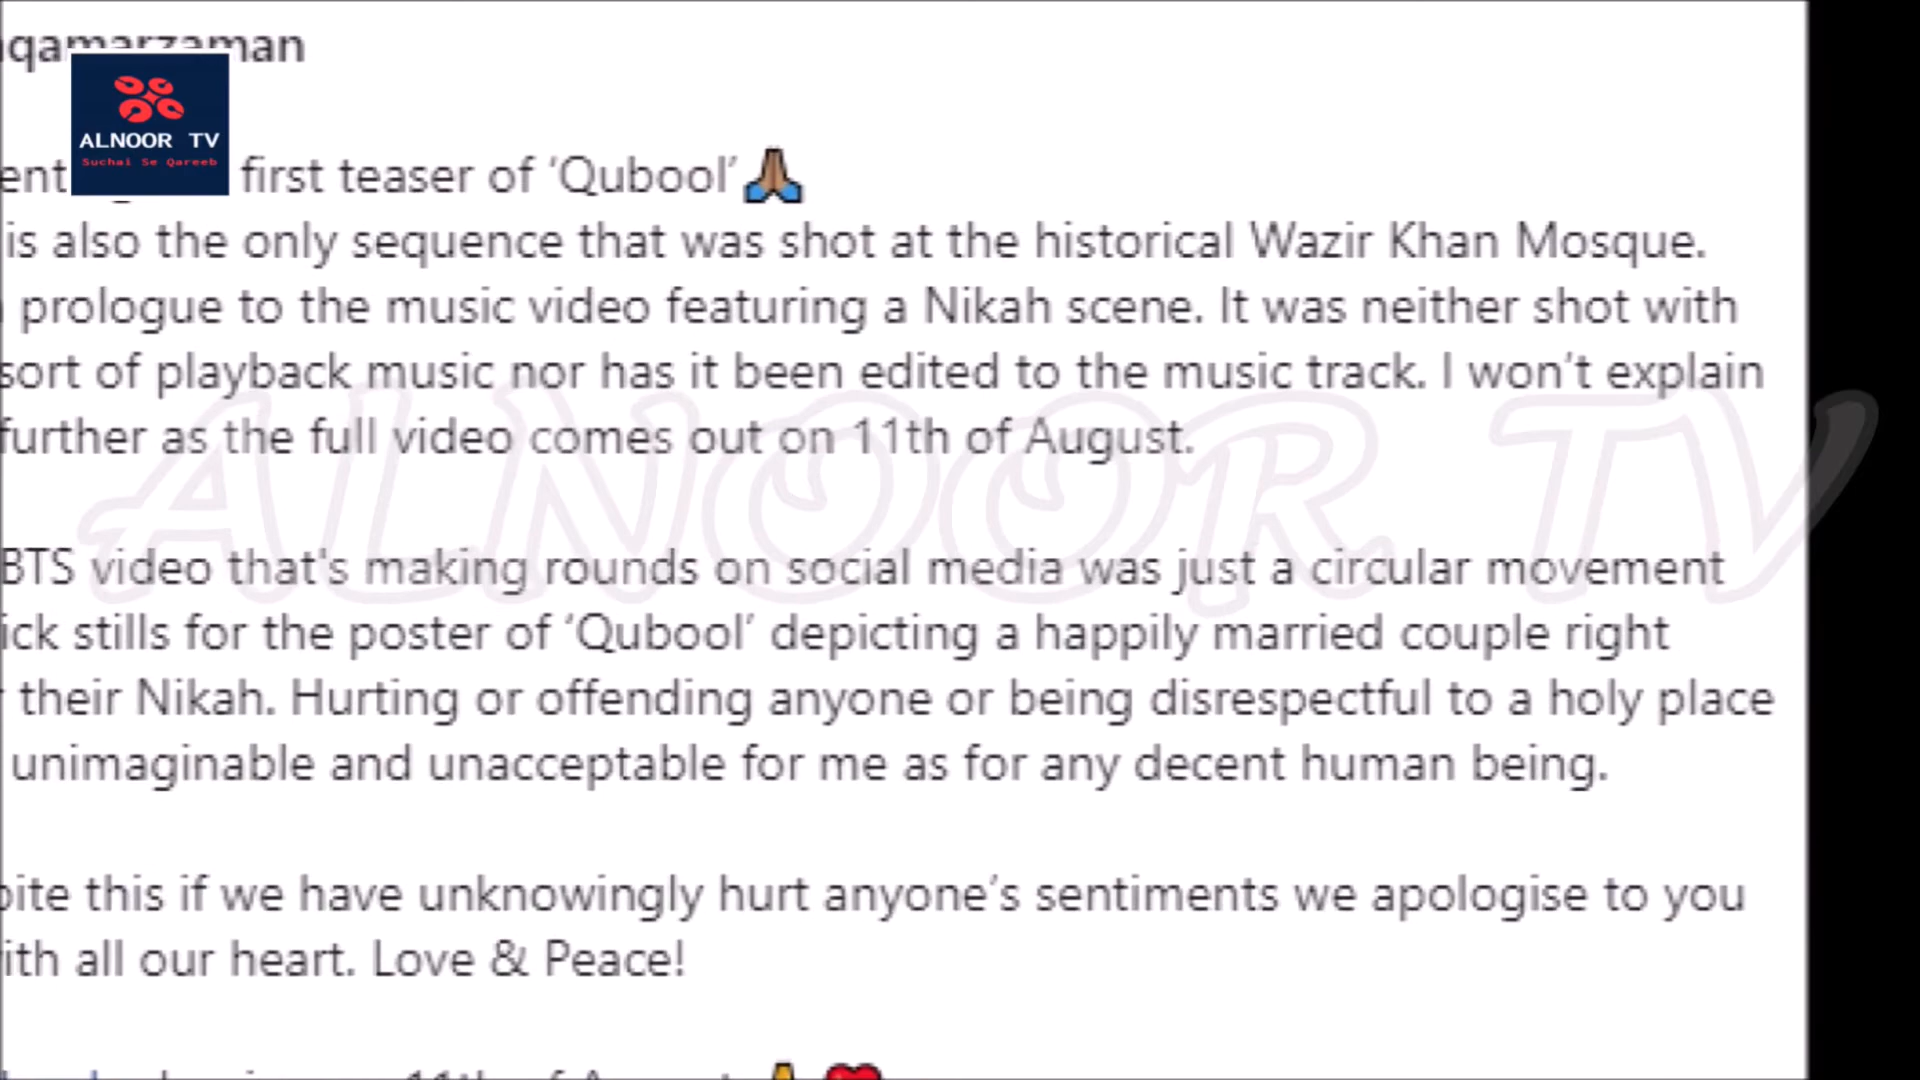 ALNOOR TV
Suchai Se Qareeb
first teaser of ‘Qubool’🙏🏽
is also the only sequence that was shot at the historical Wazir Khan Mosque.
prologue to the music video featuring a Nikah scene. It was neither shot with
sort of playback music nor has it been edited to the music track. I won’t explain
further as the full video comes out on 11th of August.
BTS video that's making rounds on social media was just a circular movement
stills for the poster of ‘Qubool’ depicting a happily married couple right
their Nikah. Hurting or offending anyone or being disrespectful to a holy place
unimaginable and unacceptable for me as for any decent human being.
this if we have unknowingly hurt anyone’s sentiments we apologise to you
all our heart. Love & Peace!
11th of August
ALNOOR TV